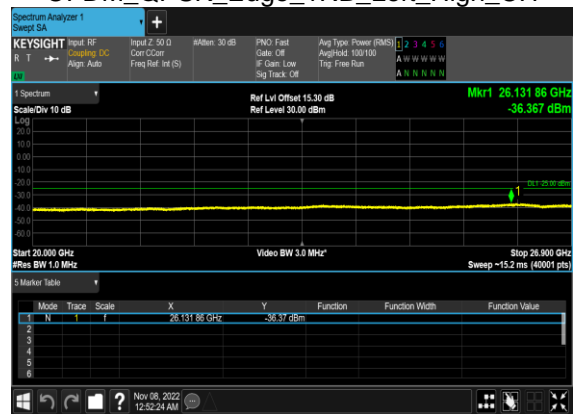 Spectrum Analyzer 1
Swept SA
+
KEYSIGHT Input: RF Input Z: 50 Ω #Atten: 30 dB PNO: Fast Avg Type: Power (RMS) 1 2 3 4 5 6
R T Coupling: DC Corr CCorr Gate: Off Avg|Hold: 100/100 A W W W W W
Align: Auto Freq Ref: Int (S) IF Gain: Low Trig: Free Run
LW Sig Track: Off A N N N N N
1 Spectrum Ref Lvl Offset 15.30 dB Mkr1 26.131 86 GHz
Scale/Div 10 dB Ref Level 30.00 dBm -36.367 dBm
Log
20.0
10.0
0.00
-10.0
-20.0
DL1 -25.00 dBm
1
-30.0
-40.0
-50.0
-60.0
Start 20.000 GHz Video BW 3.0 MHz* Stop 26.900 GHz
#Res BW 1.0 MHz Sweep ~15.2 ms (40001 pts)
5 Marker Table
Mode Trace Scale X Y Function Function Width Function Value
1 N 1 f 26.131 86 GHz -36.37 dBm
2
3
4
5
6
? Nov 08, 2022
12:52:24 AM